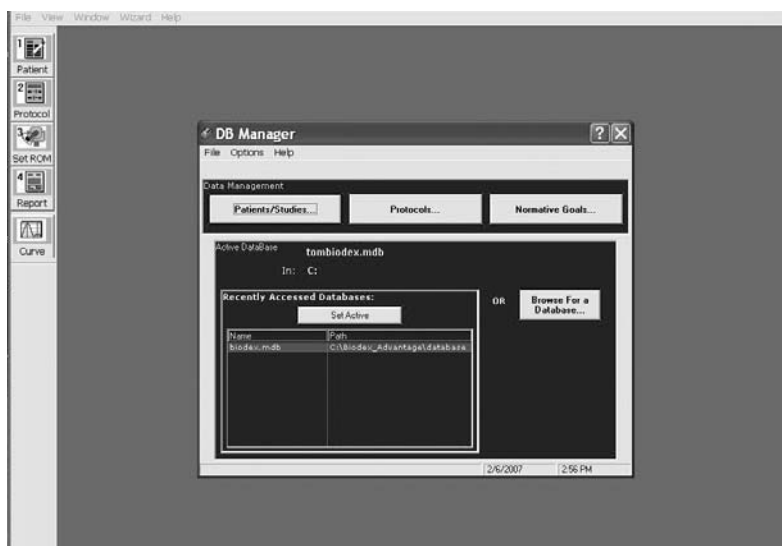 File View Window Wizard Help
1
Patient
2
Protocol
3
Set ROM
4
Report
Curve
DB Manager
File Options Help
Data Management
Patients/Studies...
Protocols...
Normative Goals...
Active DataBase
tombiodex.mdb
In: C:
Recently Accessed Databases:
Set Active
Name Path
biodex.mdb C:\Biodex_Advantage\database
OR
Browse For a
Database...
2/6/2007 2:56 PM